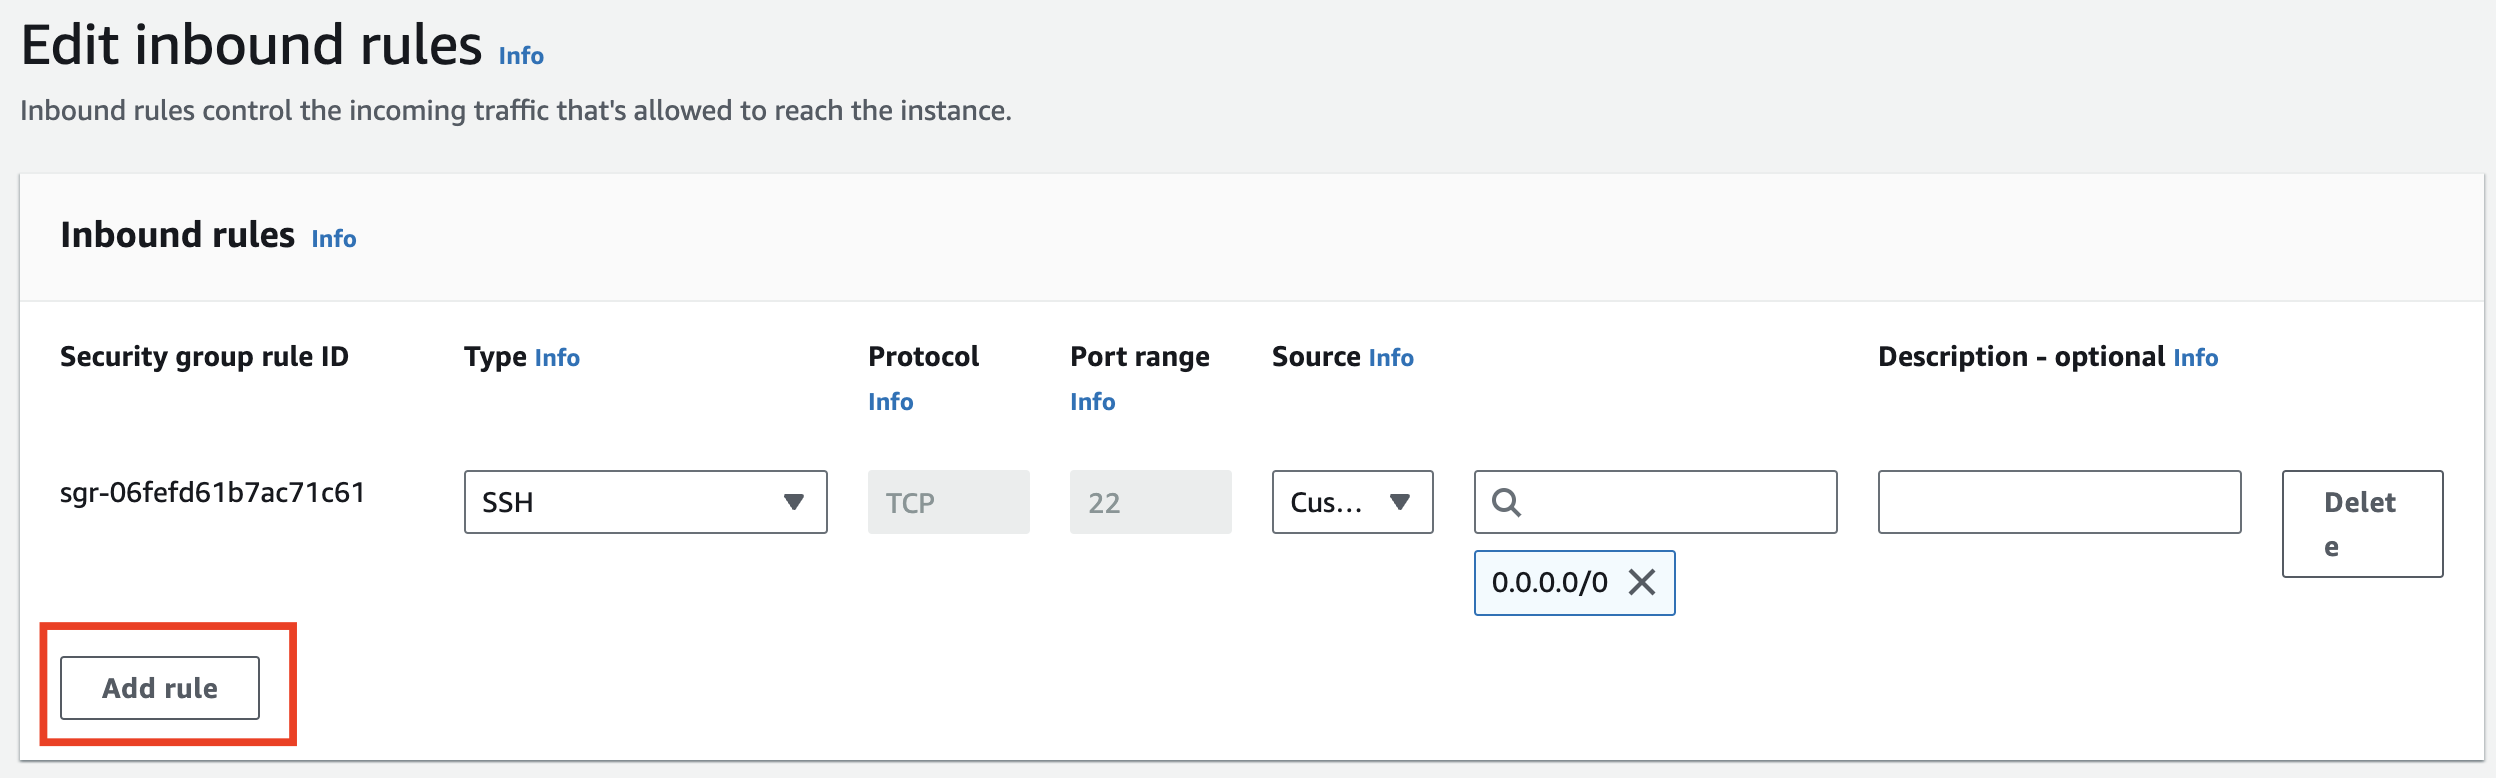 Edit inbound rules Info
Inbound rules control the incoming traffic that's allowed to reach the instance.
Inbound rules Info
Security group rule ID
Type Info
Protocol
Info
Port range
Info
Source Info
Description - optional Info
sgr-06fefd61b7ac71c61
SSH
TCP
22
Cus...
0.0.0.0/0
Delet
e
Add rule